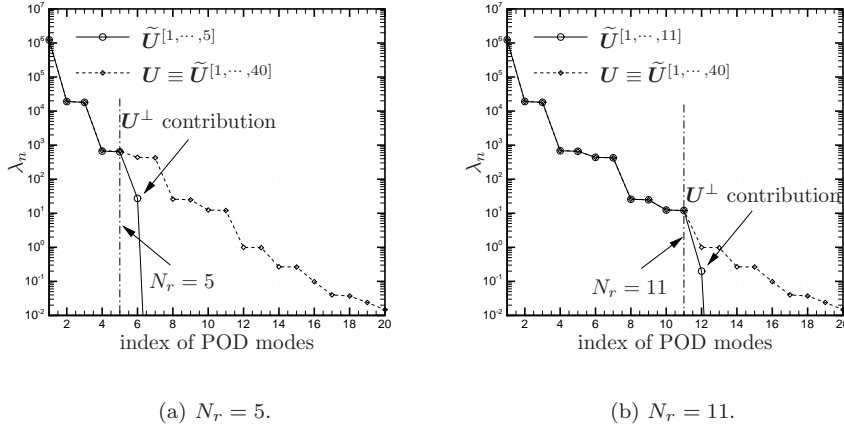 10^7
10^6
10^5
10^4
10^3
10^2
10^1
10^0
10^-1
10^-2
λ_n
Ũ^[1,⋯,5]
U ≡ Ũ^[1,⋯,40]
U^⊥ contribution
N_r = 5
2 4 6 8 10 12 14 16 18 20
index of POD modes
(a) N_r = 5.
10^7
10^6
10^5
10^4
10^3
10^2
10^1
10^0
10^-1
10^-2
λ_n
Ũ^[1,⋯,11]
U ≡ Ũ^[1,⋯,40]
U^⊥ contribution
N_r = 11
2 4 6 8 10 12 14 16 18 20
index of POD modes
(b) N_r = 11.